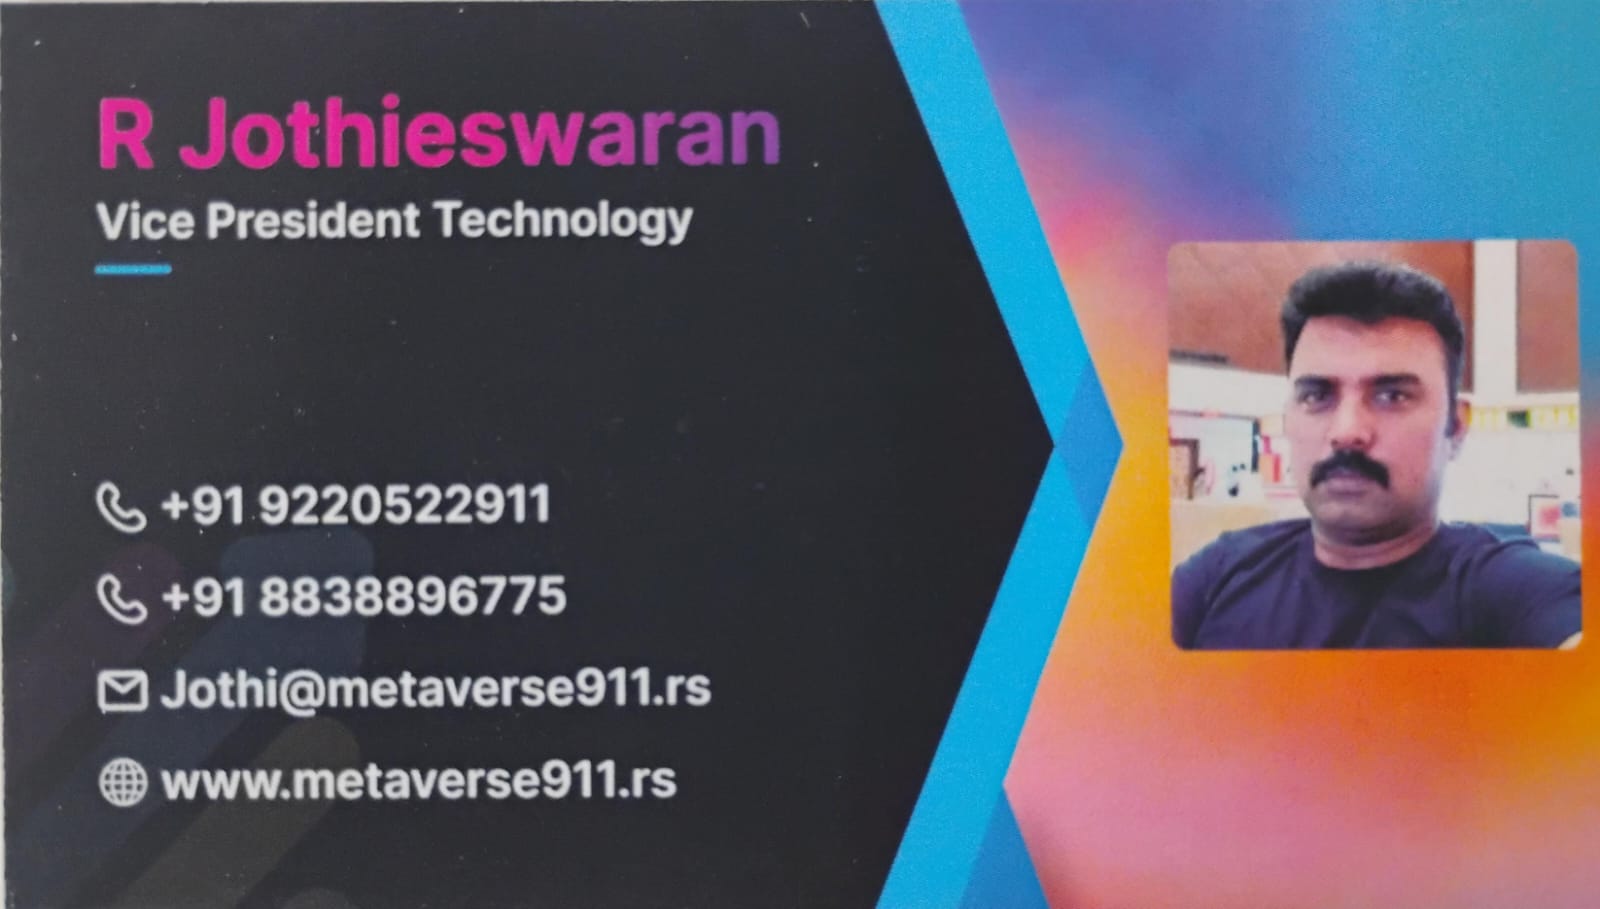 R Jothieswaran
Vice President Technology
+91 9220522911
+91 8838896775
Jothi@metaverse911.rs
www.metaverse911.rs